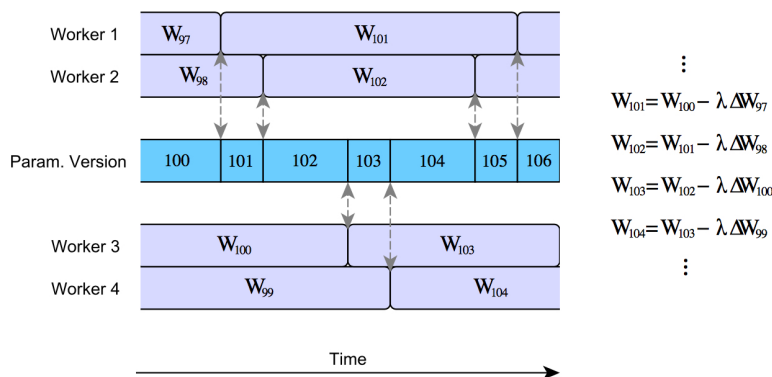 Worker 1 W97 W101
Worker 2 W98 W102
⋮
W101=W100− λΔW97
Param. Version 100 101 102 103 104 105 106
W102=W101− λΔW98
W103=W102− λΔW100
W104=W103− λΔW99
⋮
Worker 3 W100 W103
Worker 4 W99 W104
Time